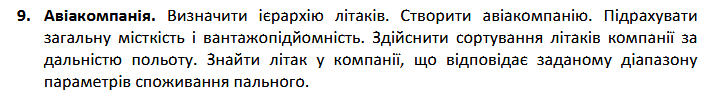 9. Авіакомпанія. Визначити ієрархію літаків. Створити авіакомпанію. Підрахувати
загальну місткість і вантажопідйомність. Здійснити сортування літаків компанії за
дальністю польоту. Знайти літак у компанії, що відповідає заданому діапазону
параметрів споживання пального.